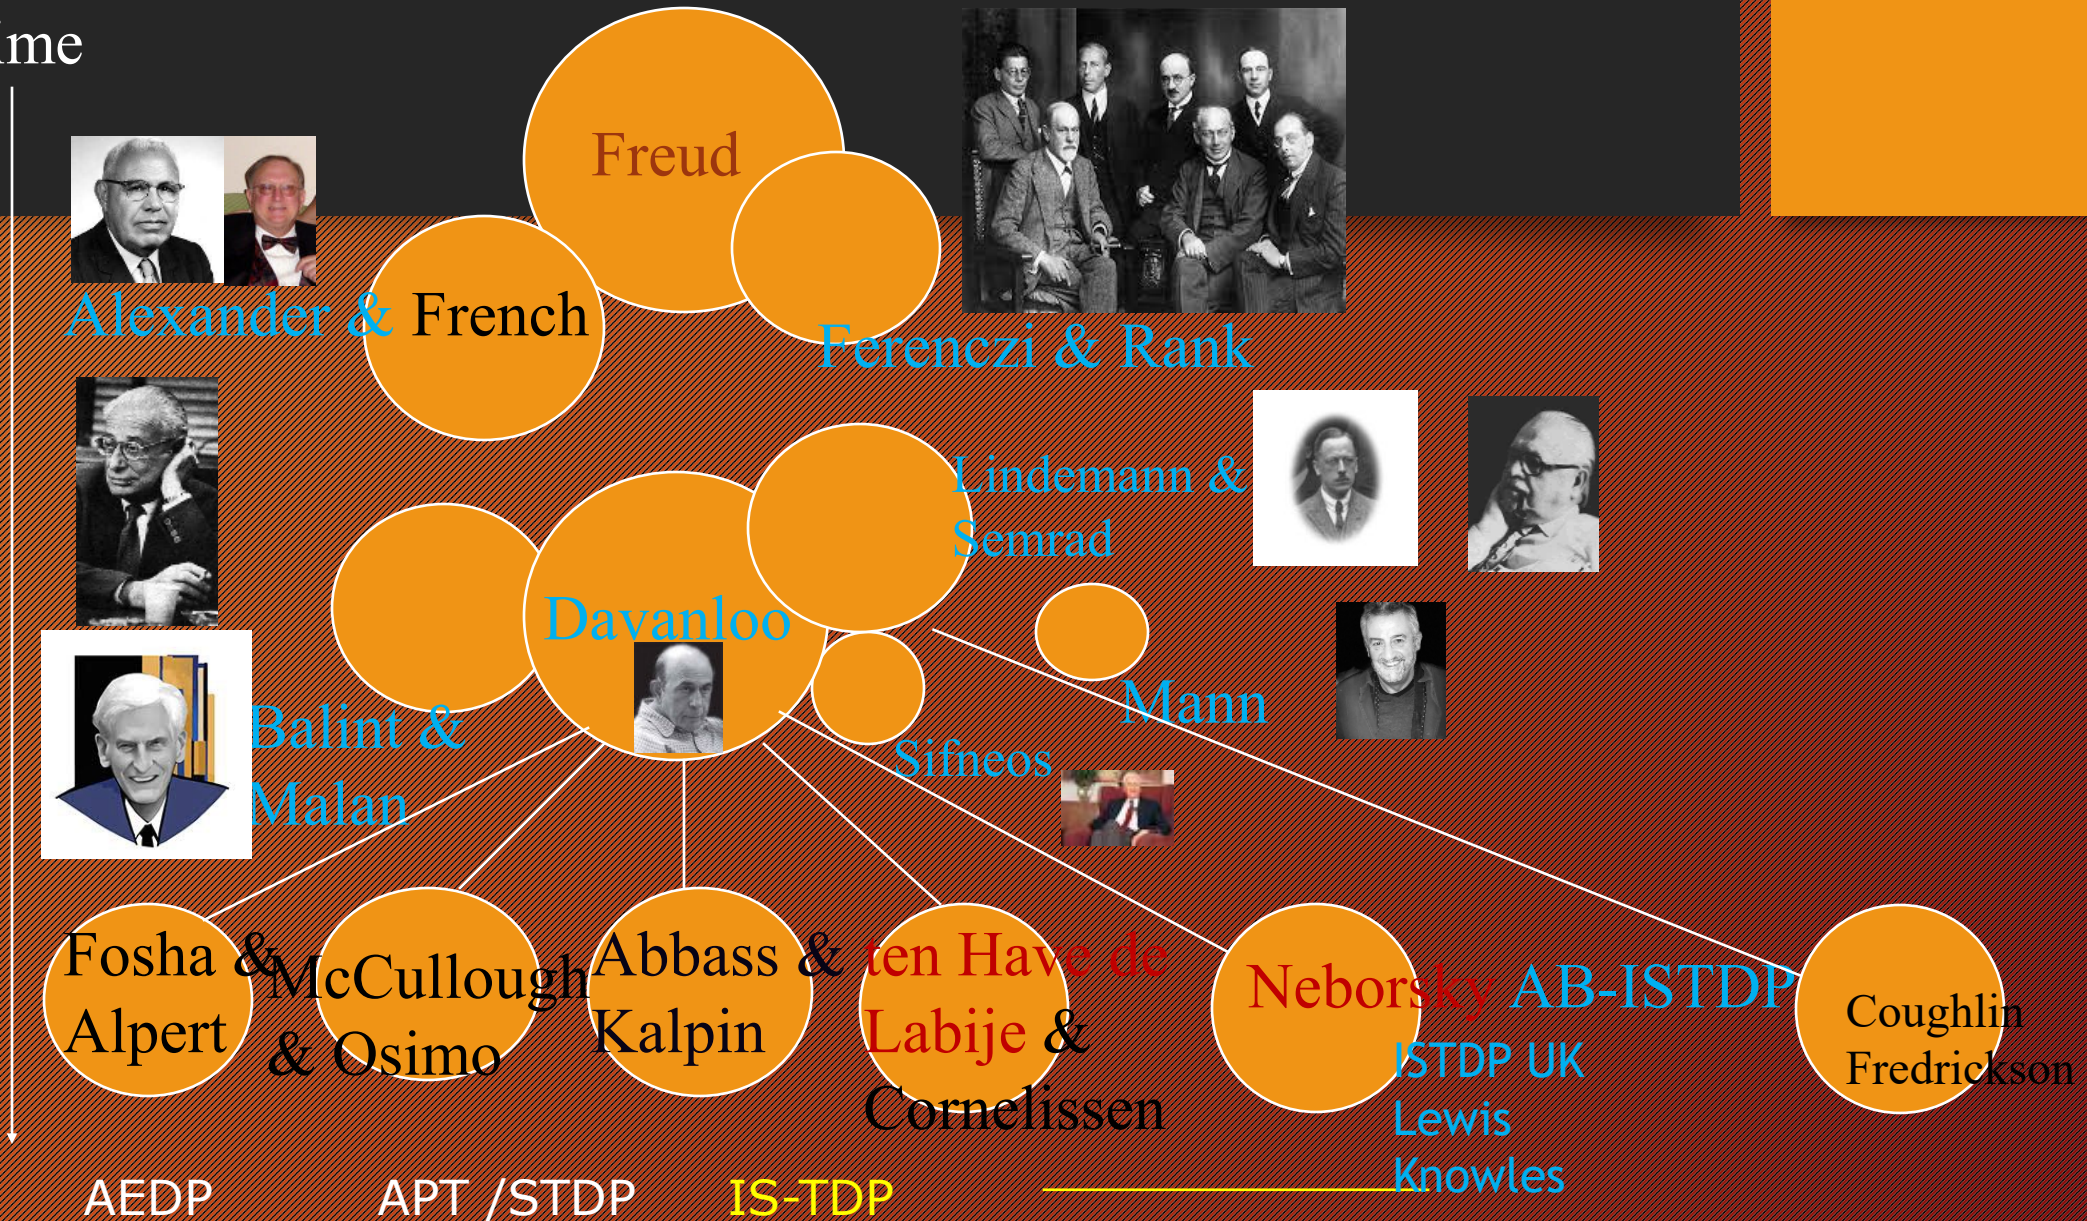 ime
Freud
Alexander & French
Ferenczi & Rank
Lindemann &
Semrad
Davanloo
Mann
Balint &
Malan
Sifneos
Fosha &
Alpert
McCullough
& Osimo
Abbass &
Kalpin
ten Have de
Labije &
Cornelissen
Neborsky AB-ISTDP
ISTDP UK
Lewis
Knowles
Coughlin
Fredrickson
AEDP
APT /STDP
IS-TDP